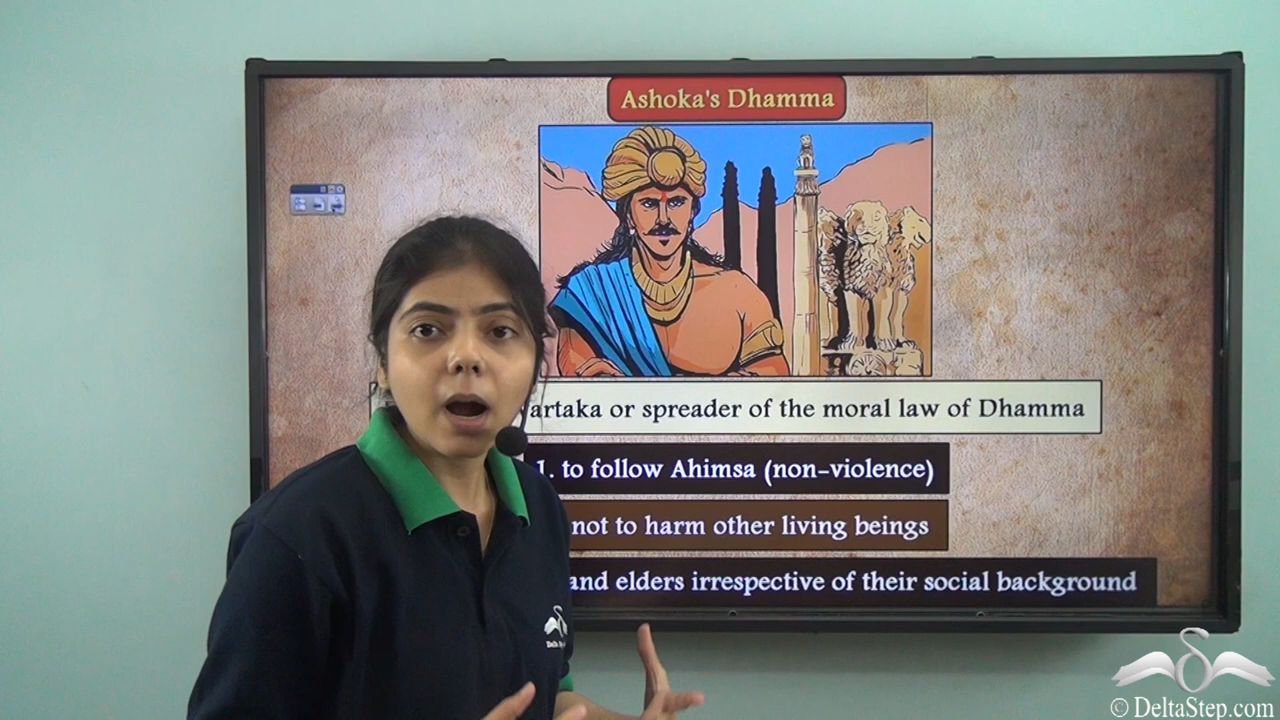 Ashoka's Dhamma
or spreader of the moral law of Dhamma
1. to follow Ahimsa (non-violence)
not to harm other living beings
and elders irrespective of their social background
© DeltaStep.com